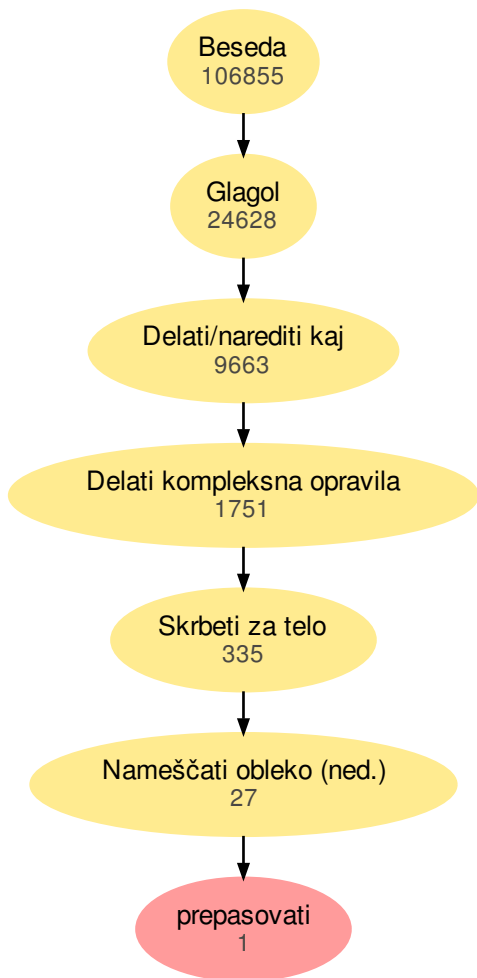 Beseda
106855
Glagol
24628
Delati/narediti kaj
9663
Delati kompleksna opravila
1751
Skrbeti za telo
335
Nameščati obleko (ned.)
27
prepasovati
1